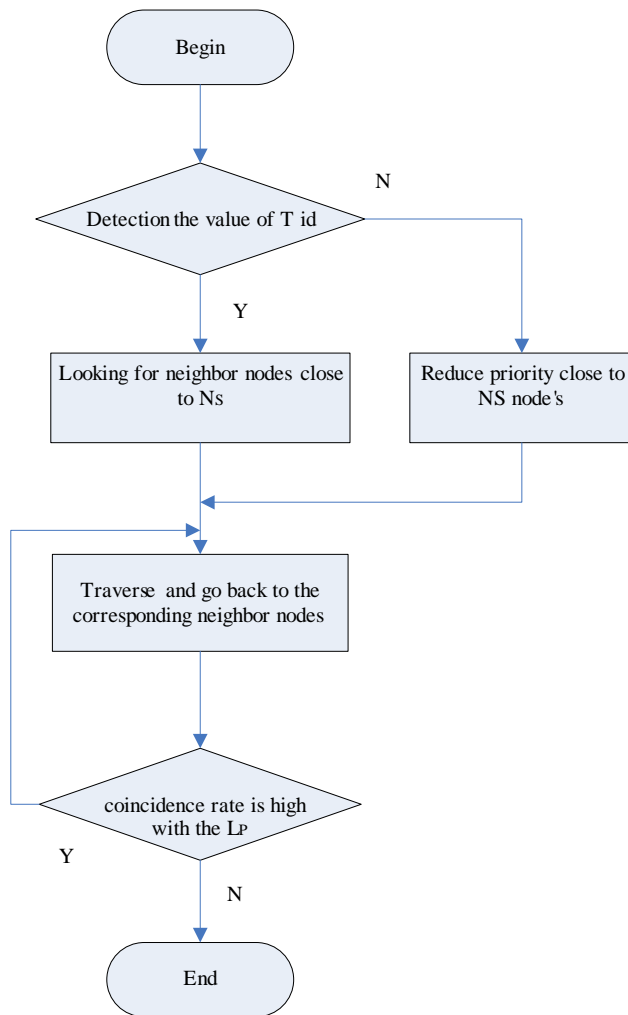 Begin
N
Detection the value of T id
Y
Looking for neighbor nodes close
to Ns
Reduce priority close to
NS node's
Traverse and go back to the
corresponding neighbor nodes
coincidence rate is high
with the LP
Y
N
End